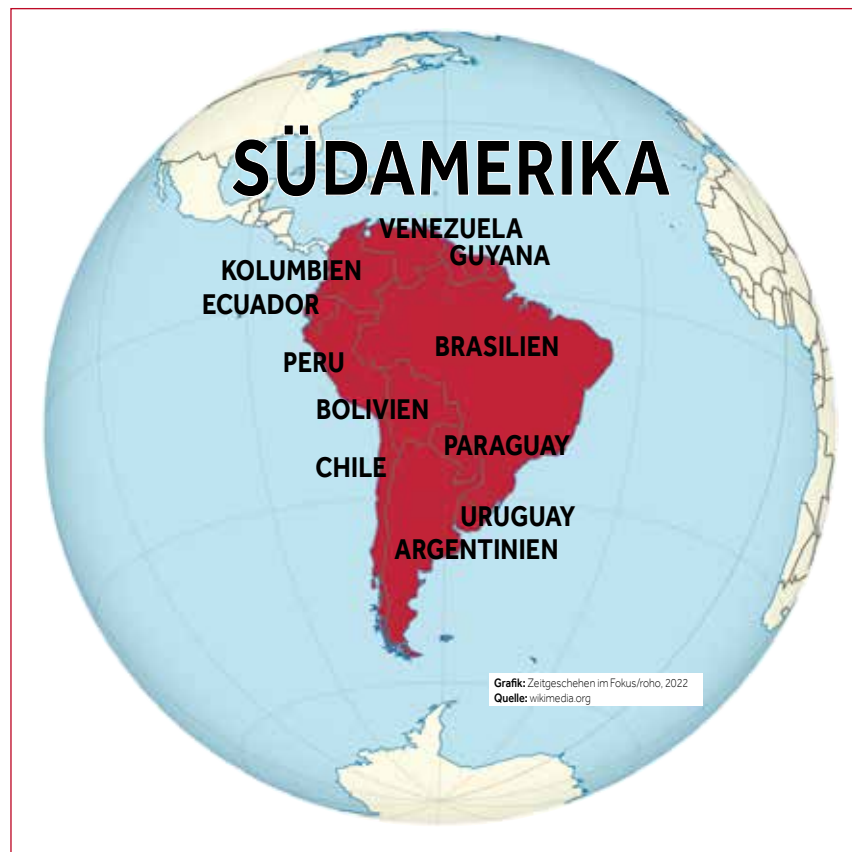 SÜDAMERIKA
VENEZUELA
GUYANA
KOLUMBIEN
ECUADOR
BRASILIEN
PERU
BOLIVIEN
PARAGUAY
CHILE
URUGUAY
ARGENTINIEN
Grafik: Zeitgeschehen im Fokus/roho, 2022
Quelle: wikimedia.org